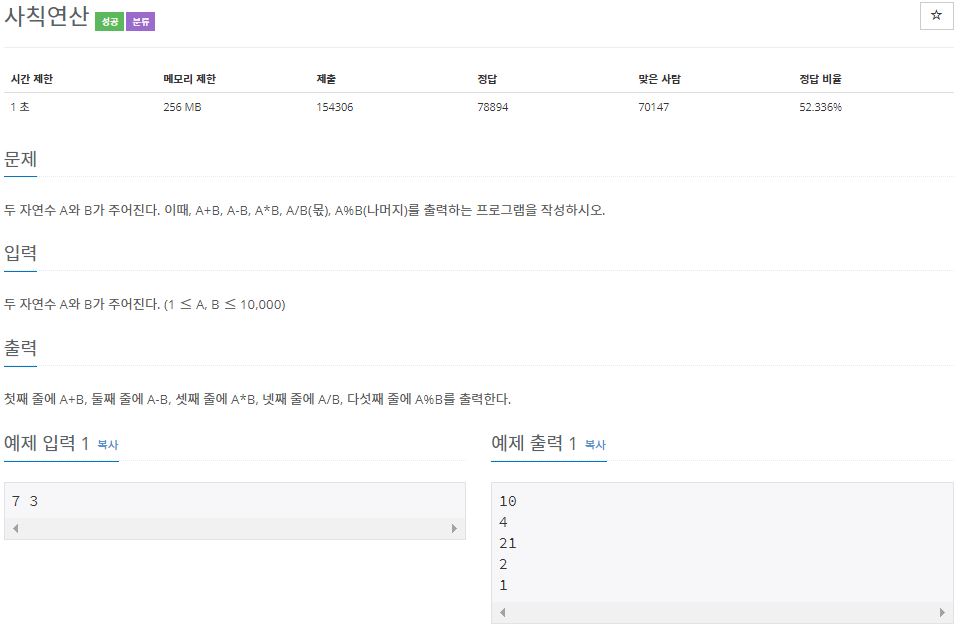 사칙연산 성공 분류
☆
시간 제한 메모리 제한 제출 정답 맞은 사람 정답 비율
1 초 256 MB 154306 78894 70147 52.336%
문제
두 자연수 A와 B가 주어진다. 이때, A+B, A-B, A*B, A/B(몫), A%B(나머지)를 출력하는 프로그램을 작성하시오.
입력
두 자연수 A와 B가 주어진다. (1 ≤ A, B ≤ 10,000)
출력
첫째 줄에 A+B, 둘째 줄에 A-B, 셋째 줄에 A*B, 넷째 줄에 A/B, 다섯째 줄에 A%B를 출력한다.
예제 입력 1 복사
7 3
예제 출력 1 복사
10
4
21
2
1